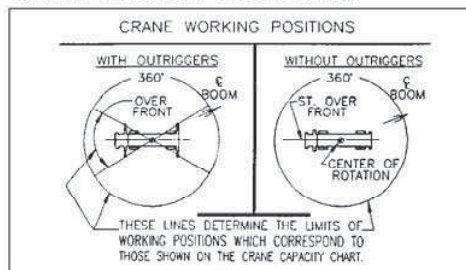 CRANE WORKING POSITIONS
WITH OUTRIGGERS
360°
℄
BOOM
OVER
FRONT
WITHOUT OUTRIGGERS
360°
℄
BOOM
ST. OVER
FRONT
CENTER OF
ROTATION
THESE LINES DETERMINE THE LIMITS OF
WORKING POSITIONS WHICH CORRESPOND TO
THOSE SHOWN ON THE CRANE CAPACITY CHART.